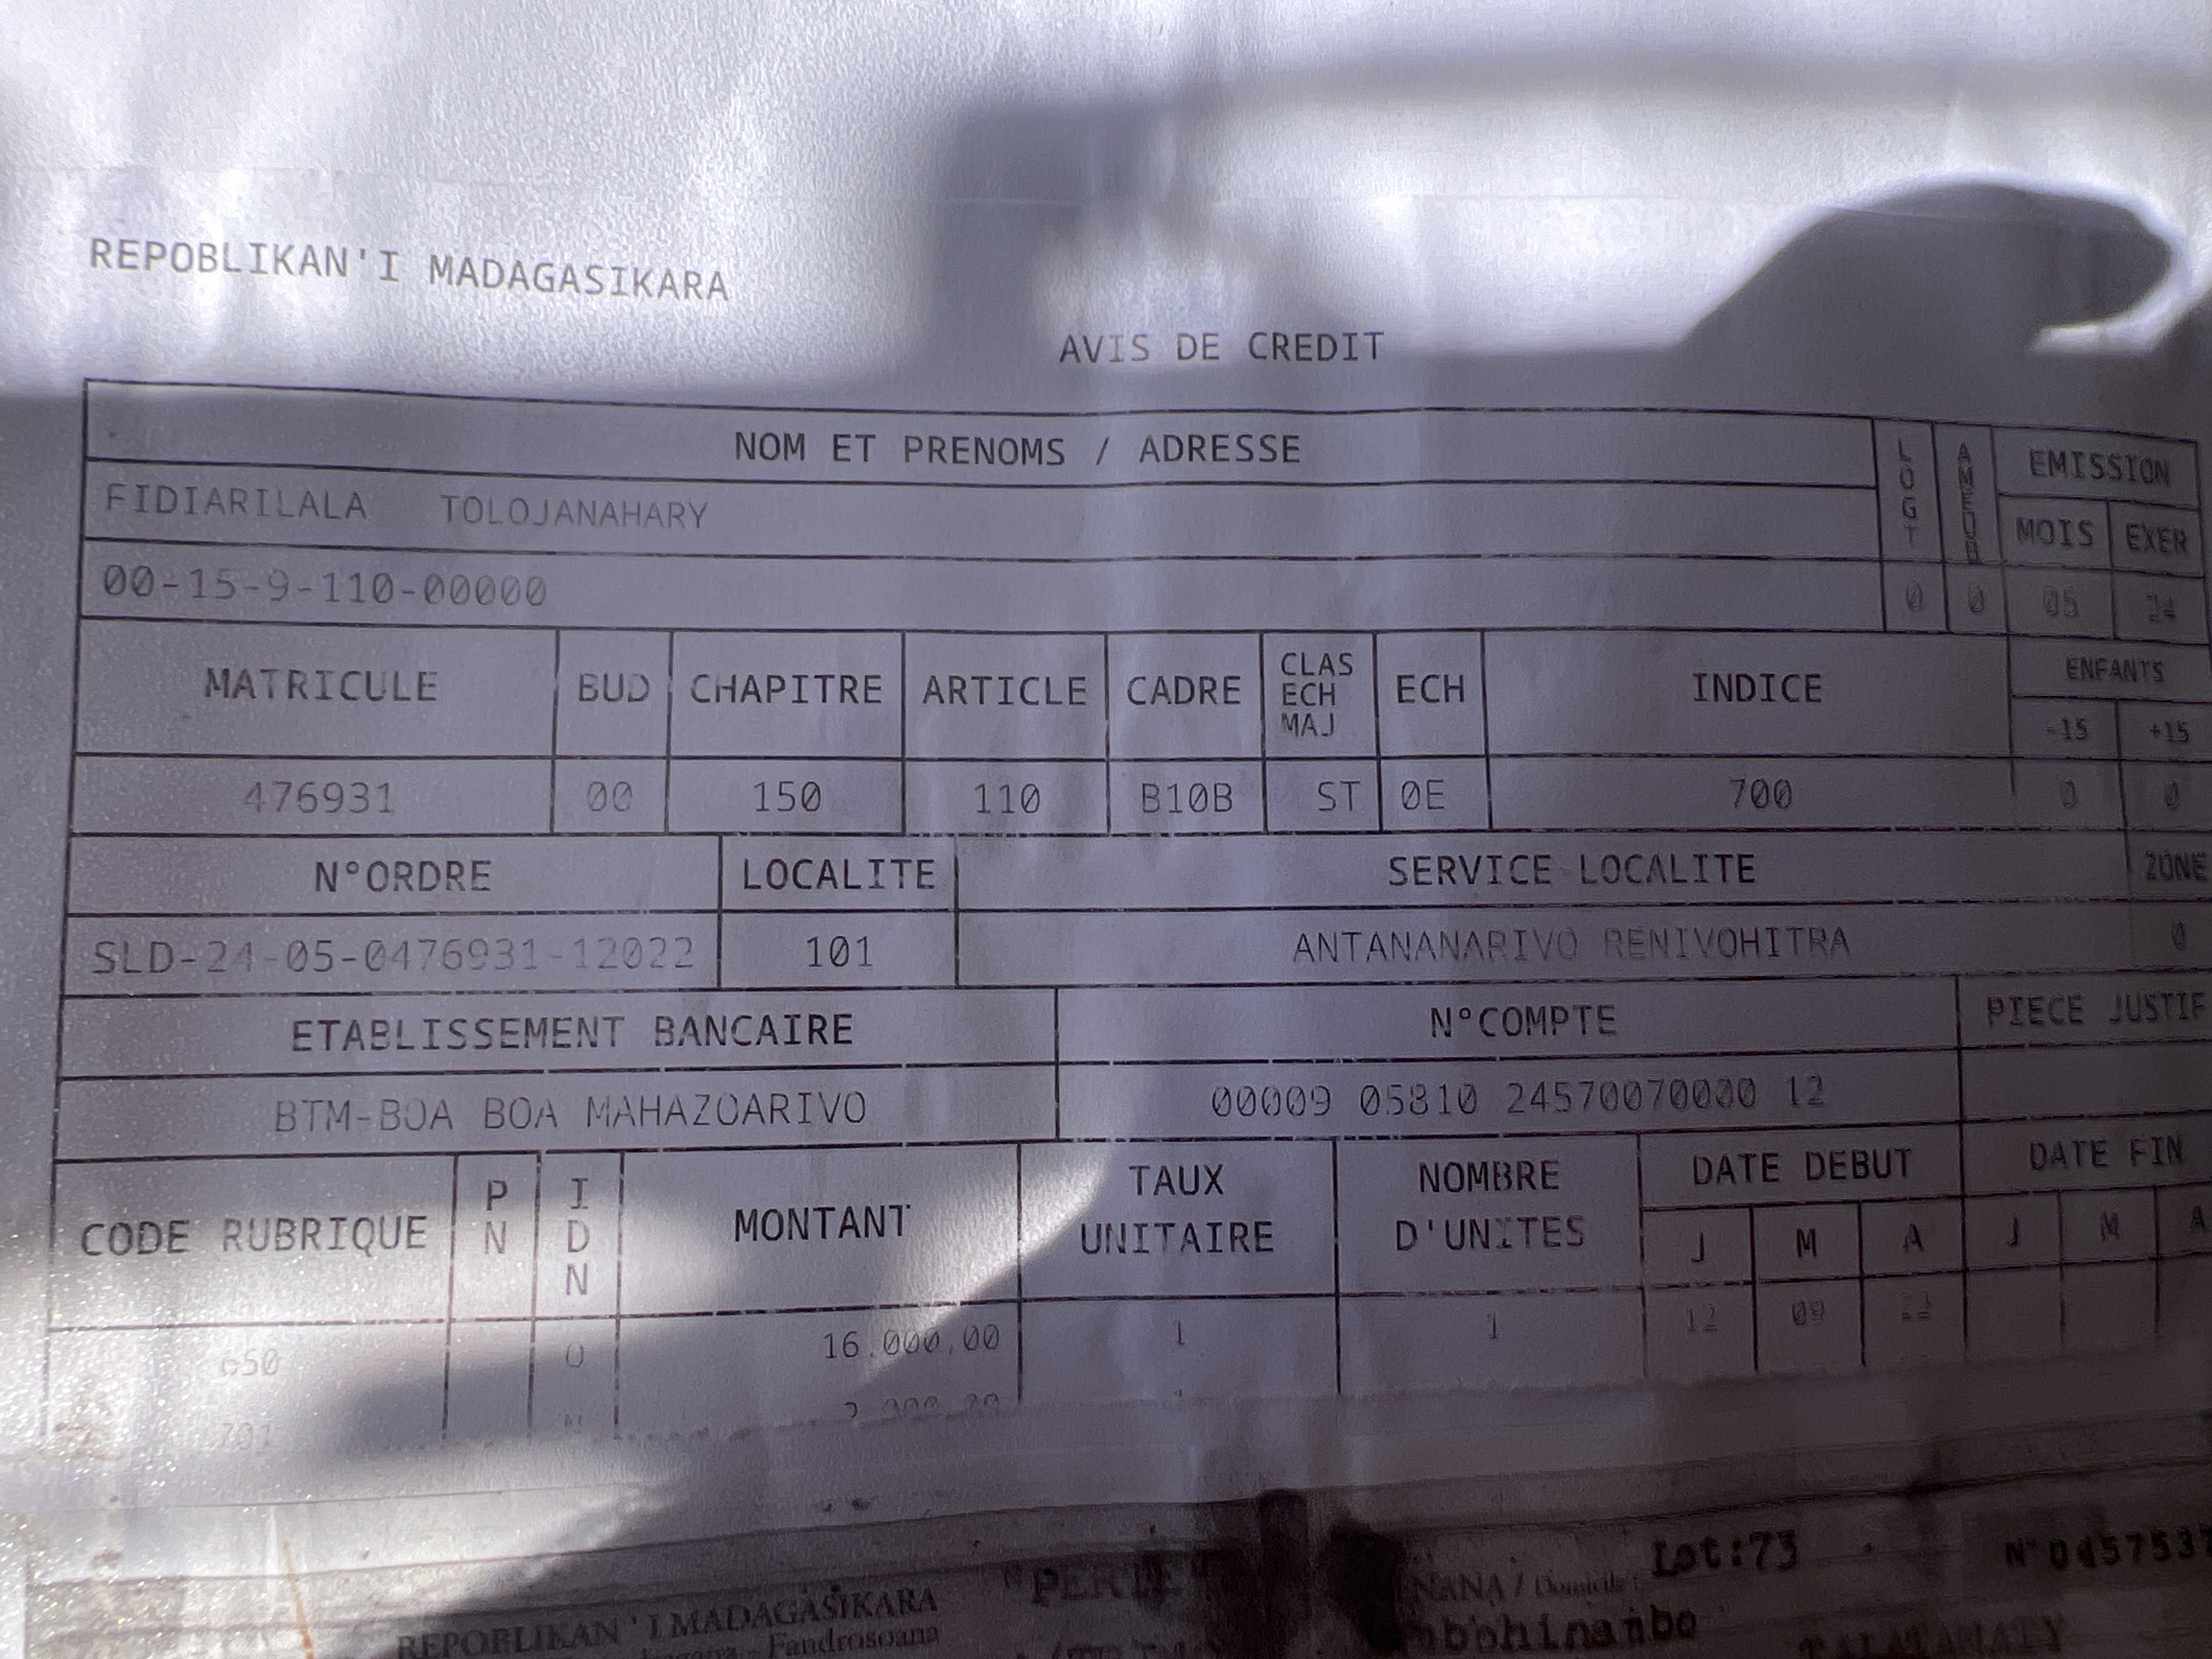 REPOBLIKAN'I MADAGASIKARA
AVIS DE CREDIT
NOM ET PRENOMS / ADRESSE
LOGT
AMEUB
EMISSION
FIDIARILALA TOLOJANAHARY
MOIS EXER
00-15-9-110-00000
0 0 05 24
MATRICULE BUD CHAPITRE ARTICLE CADRE CLAS ECH MAJ ECH INDICE ENFANTS
-15 +15
476931 00 150 110 B10B ST 0E 700 0 0
N°ORDRE LOCALITE SERVICE LOCALITE ZONE
SLD-24-05-0476931-12022 101 ANTANANARIVO RENIVOHITRA 0
ETABLISSEMENT BANCAIRE N°COMPTE PIECE JUSTIF
BTM-BOA BOA MAHAZOARIVO 00009 05810 24570070000 12
CODE RUBRIQUE PN IDN MONTANT TAUX UNITAIRE NOMBRE D'UNITES DATE DEBUT DATE FIN
J M A J M A
650 0 16.000,00 1 1 12 09
701
Lot:73 N°0457537
REPOBLIKAN'I MADAGASIKARA
Fandrosoana